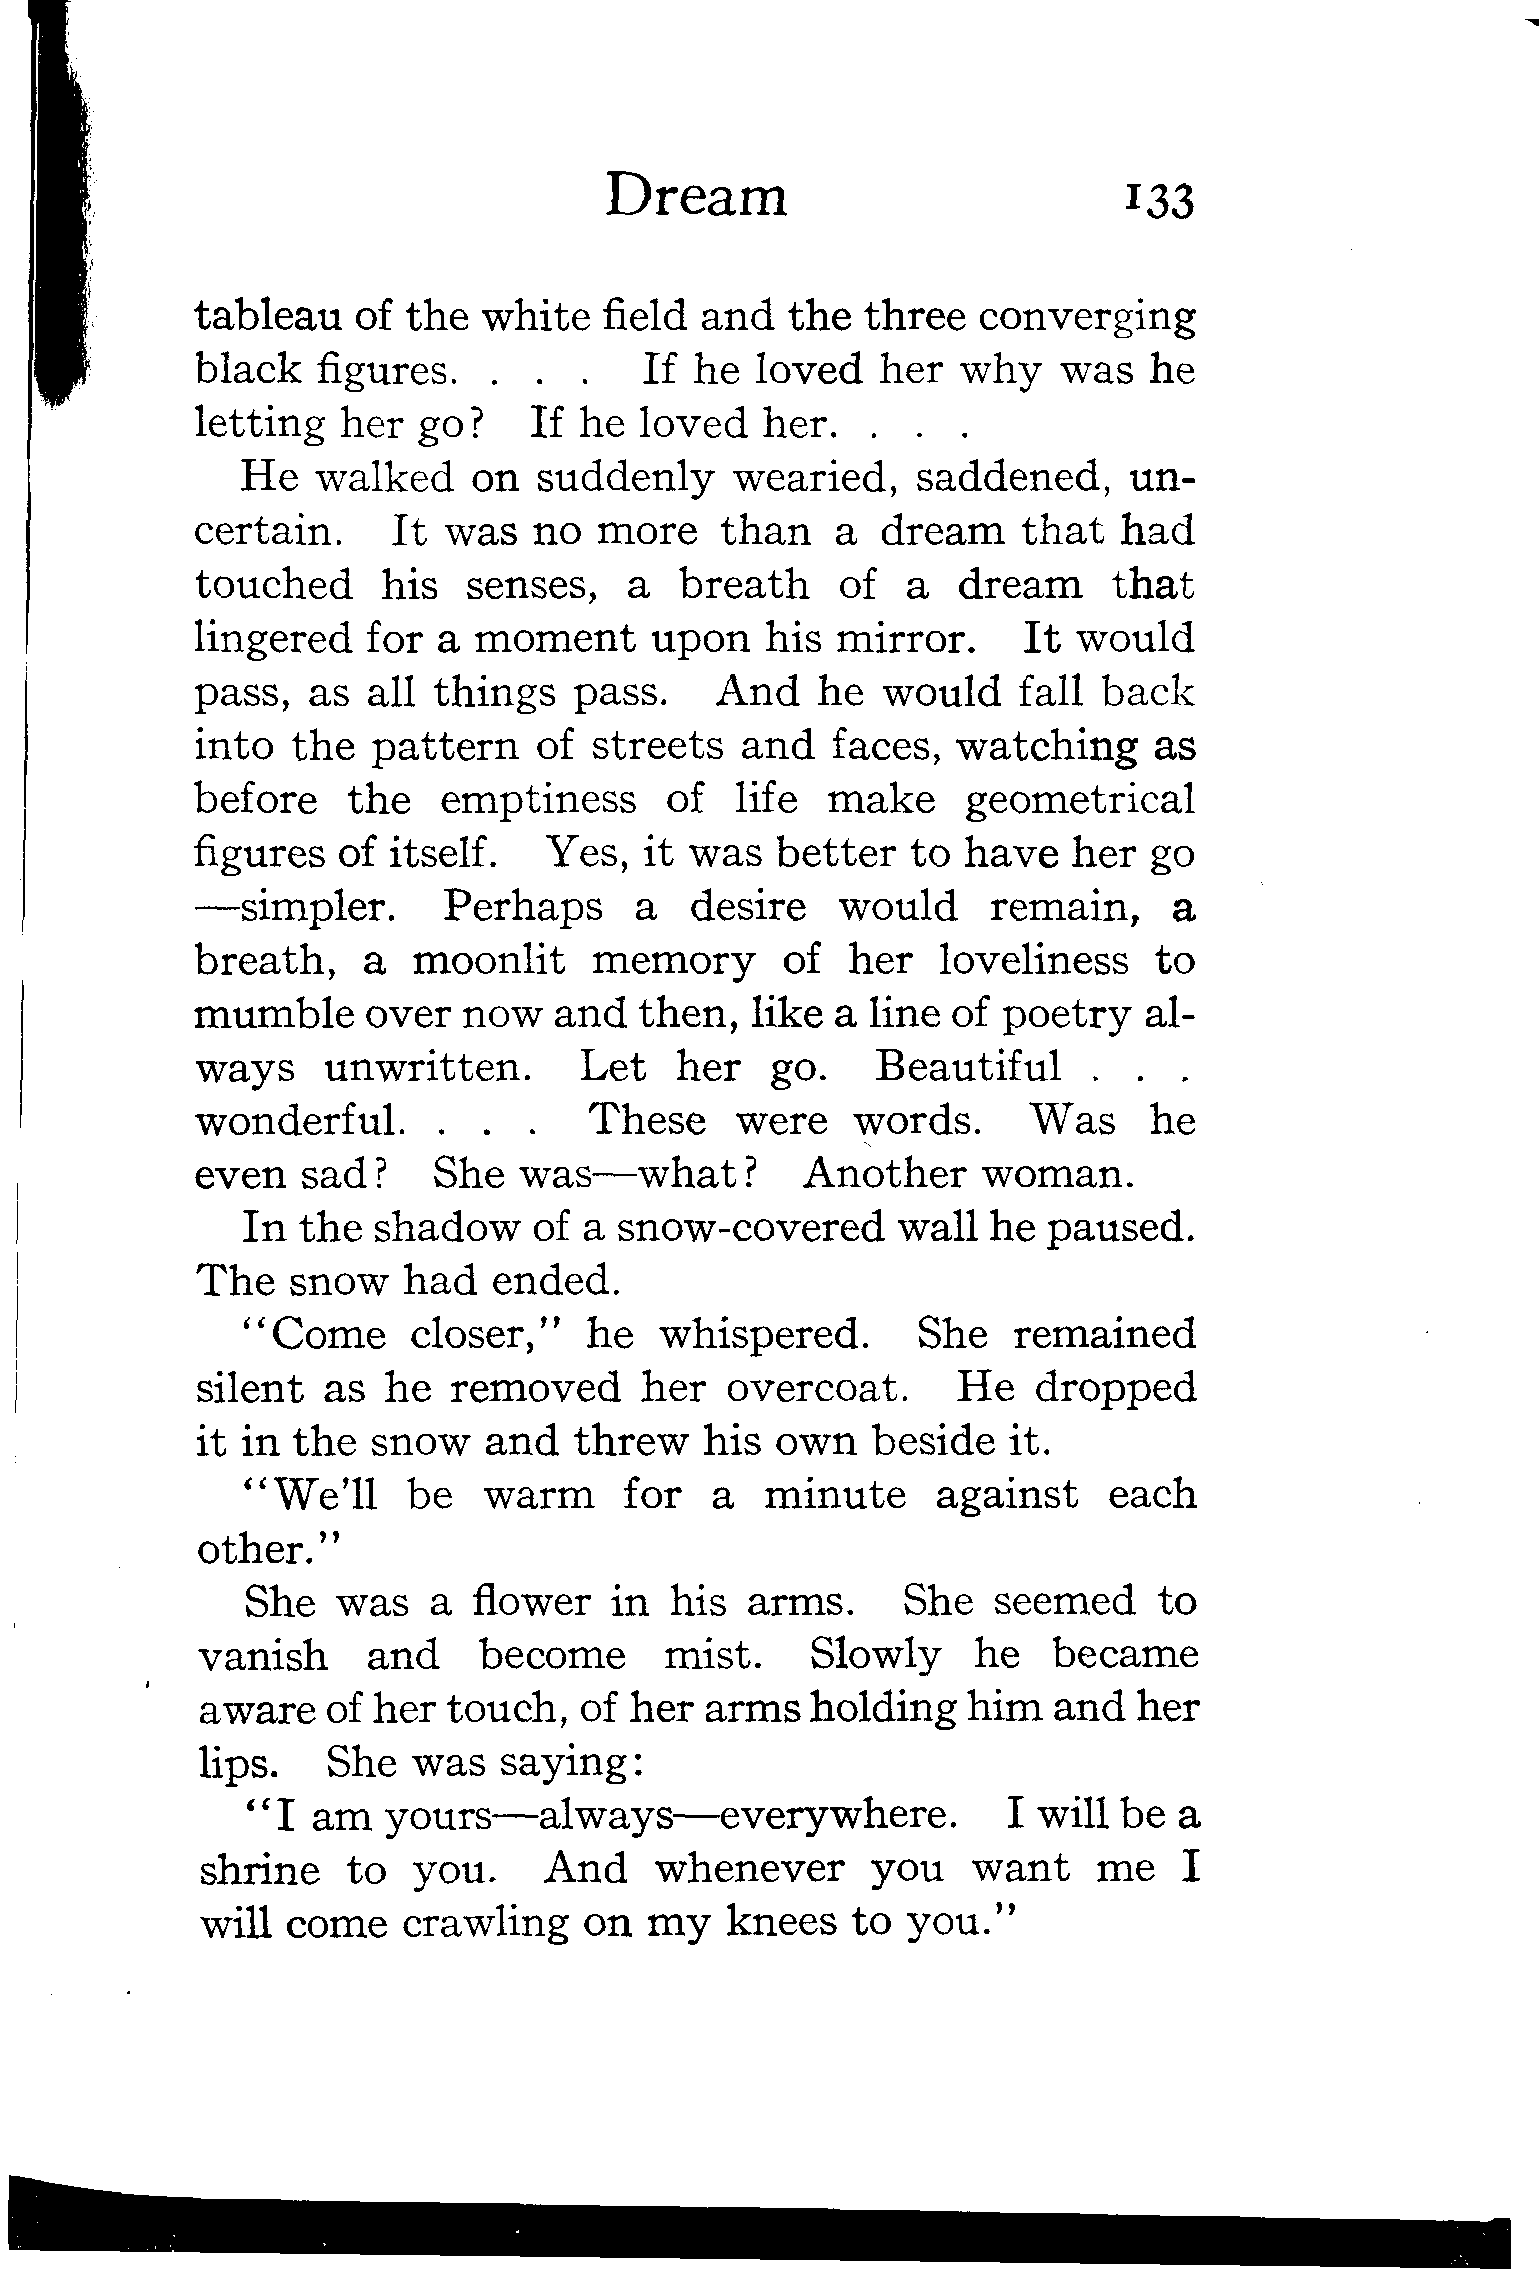 Dream 133
tableau of the white field and the three converging
black figures. . . . If he loved her why was he
letting her go? If he loved her. . . .
He walked on suddenly wearied, saddened, un-
certain. It was no more than a dream that had
touched his senses, a breath of a dream that
lingered for a moment upon his mirror. It would
pass, as all things pass. And he would fall back
into the pattern of streets and faces, watching as
before the emptiness of life make geometrical
figures of itself. Yes, it was better to have her go
—simpler. Perhaps a desire would remain, a
breath, a moonlit memory of her loveliness to
mumble over now and then, like a line of poetry al-
ways unwritten. Let her go. Beautiful . . .
wonderful. . . . These were words. Was he
even sad? She was—what? Another woman.
In the shadow of a snow-covered wall he paused.
The snow had ended.
"Come closer," he whispered. She remained
silent as he removed her overcoat. He dropped
it in the snow and threw his own beside it.
"We'll be warm for a minute against each
other."
She was a flower in his arms. She seemed to
vanish and become mist. Slowly he became
aware of her touch, of her arms holding him and her
lips. She was saying:
"I am yours—always—everywhere. I will be a
shrine to you. And whenever you want me I
will come crawling on my knees to you."